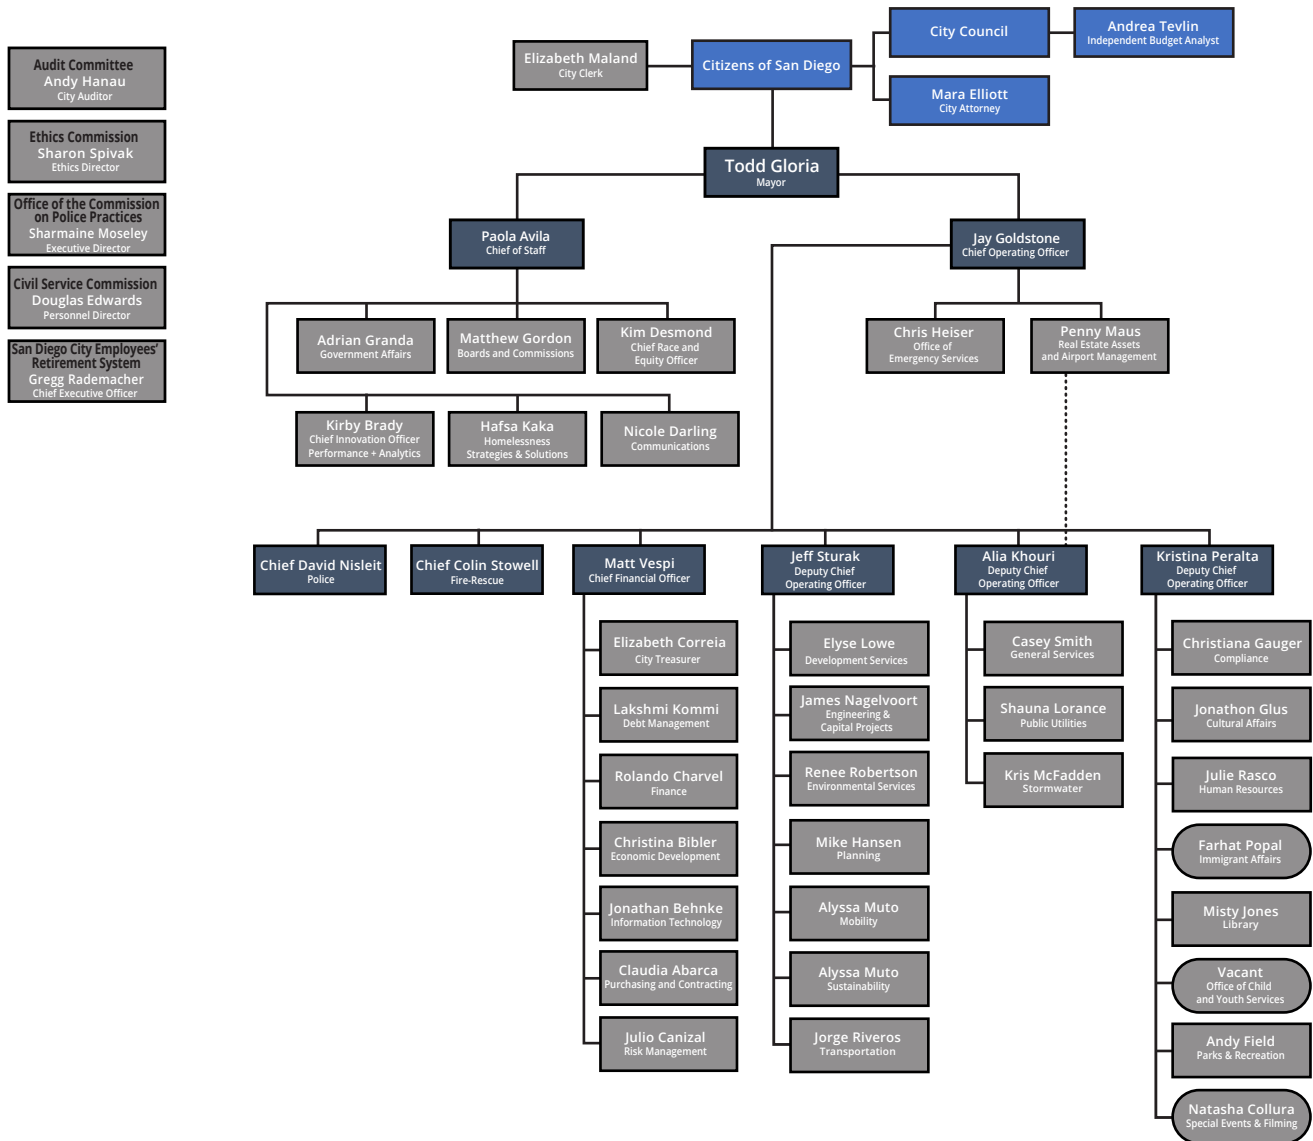 City Council
Andrea Tevlin
Independent Budget Analyst
Elizabeth Maland
City Clerk
Citizens of San Diego
Mara Elliott
City Attorney
Audit Committee
Andy Hanau
City Auditor
Ethics Commission
Sharon Spivak
Ethics Director
Office of the Commission
on Police Practices
Sharmaine Moseley
Executive Director
Civil Service Commission
Douglas Edwards
Personnel Director
San Diego City Employees'
Retirement System
Gregg Rademacher
Chief Executive Officer
Todd Gloria
Mayor
Paola Avila
Chief of Staff
Jay Goldstone
Chief Operating Officer
Adrian Granda
Government Affairs
Matthew Gordon
Boards and Commissions
Kim Desmond
Chief Race and
Equity Officer
Chris Heiser
Office of
Emergency Services
Penny Maus
Real Estate Assets
and Airport Management
Kirby Brady
Chief Innovation Officer
Performance + Analytics
Hafsa Kaka
Homelessness
Strategies & Solutions
Nicole Darling
Communications
Chief David Nisleit
Police
Chief Colin Stowell
Fire-Rescue
Matt Vespi
Chief Financial Officer
Jeff Sturak
Deputy Chief
Operating Officer
Alia Khouri
Deputy Chief
Operating Officer
Kristina Peralta
Deputy Chief
Operating Officer
Elizabeth Correia
City Treasurer
Lakshmi Kommi
Debt Management
Rolando Charvel
Finance
Christina Bibler
Economic Development
Jonathan Behnke
Information Technology
Claudia Abarca
Purchasing and Contracting
Julio Canizal
Risk Management
Elyse Lowe
Development Services
James Nagelvoort
Engineering &
Capital Projects
Renee Robertson
Environmental Services
Mike Hansen
Planning
Alyssa Muto
Mobility
Alyssa Muto
Sustainability
Jorge Riveros
Transportation
Casey Smith
General Services
Shauna Lorance
Public Utilities
Kris McFadden
Stormwater
Christiana Gauger
Compliance
Jonathon Glus
Cultural Affairs
Julie Rasco
Human Resources
Farhat Popal
Immigrant Affairs
Misty Jones
Library
Vacant
Office of Child
and Youth Services
Andy Field
Parks & Recreation
Natasha Collura
Special Events & Filming